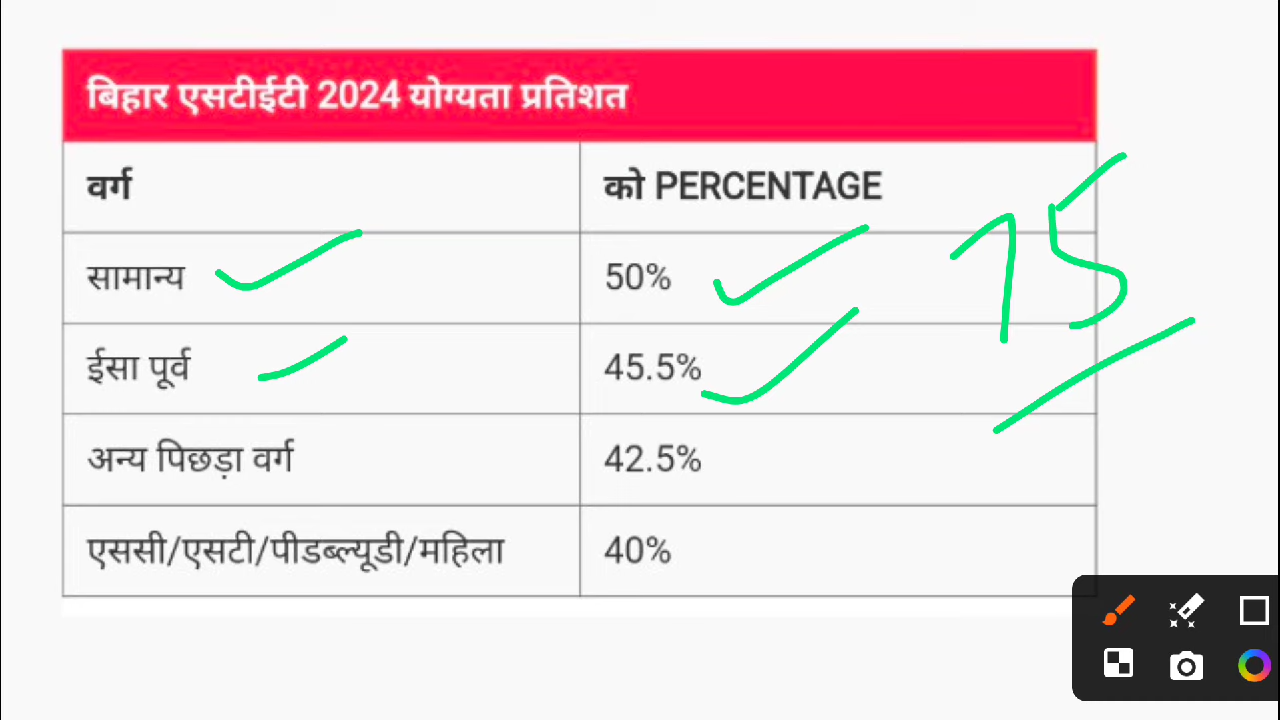 बिहार एसटीईटी 2024 योग्यता प्रतिशत
वर्ग को PERCENTAGE
सामान्य 50%
ईसा पूर्व 45.5%
अन्य पिछड़ा वर्ग 42.5%
एससी/एसटी/पीडब्ल्यूडी/महिला 40%
75